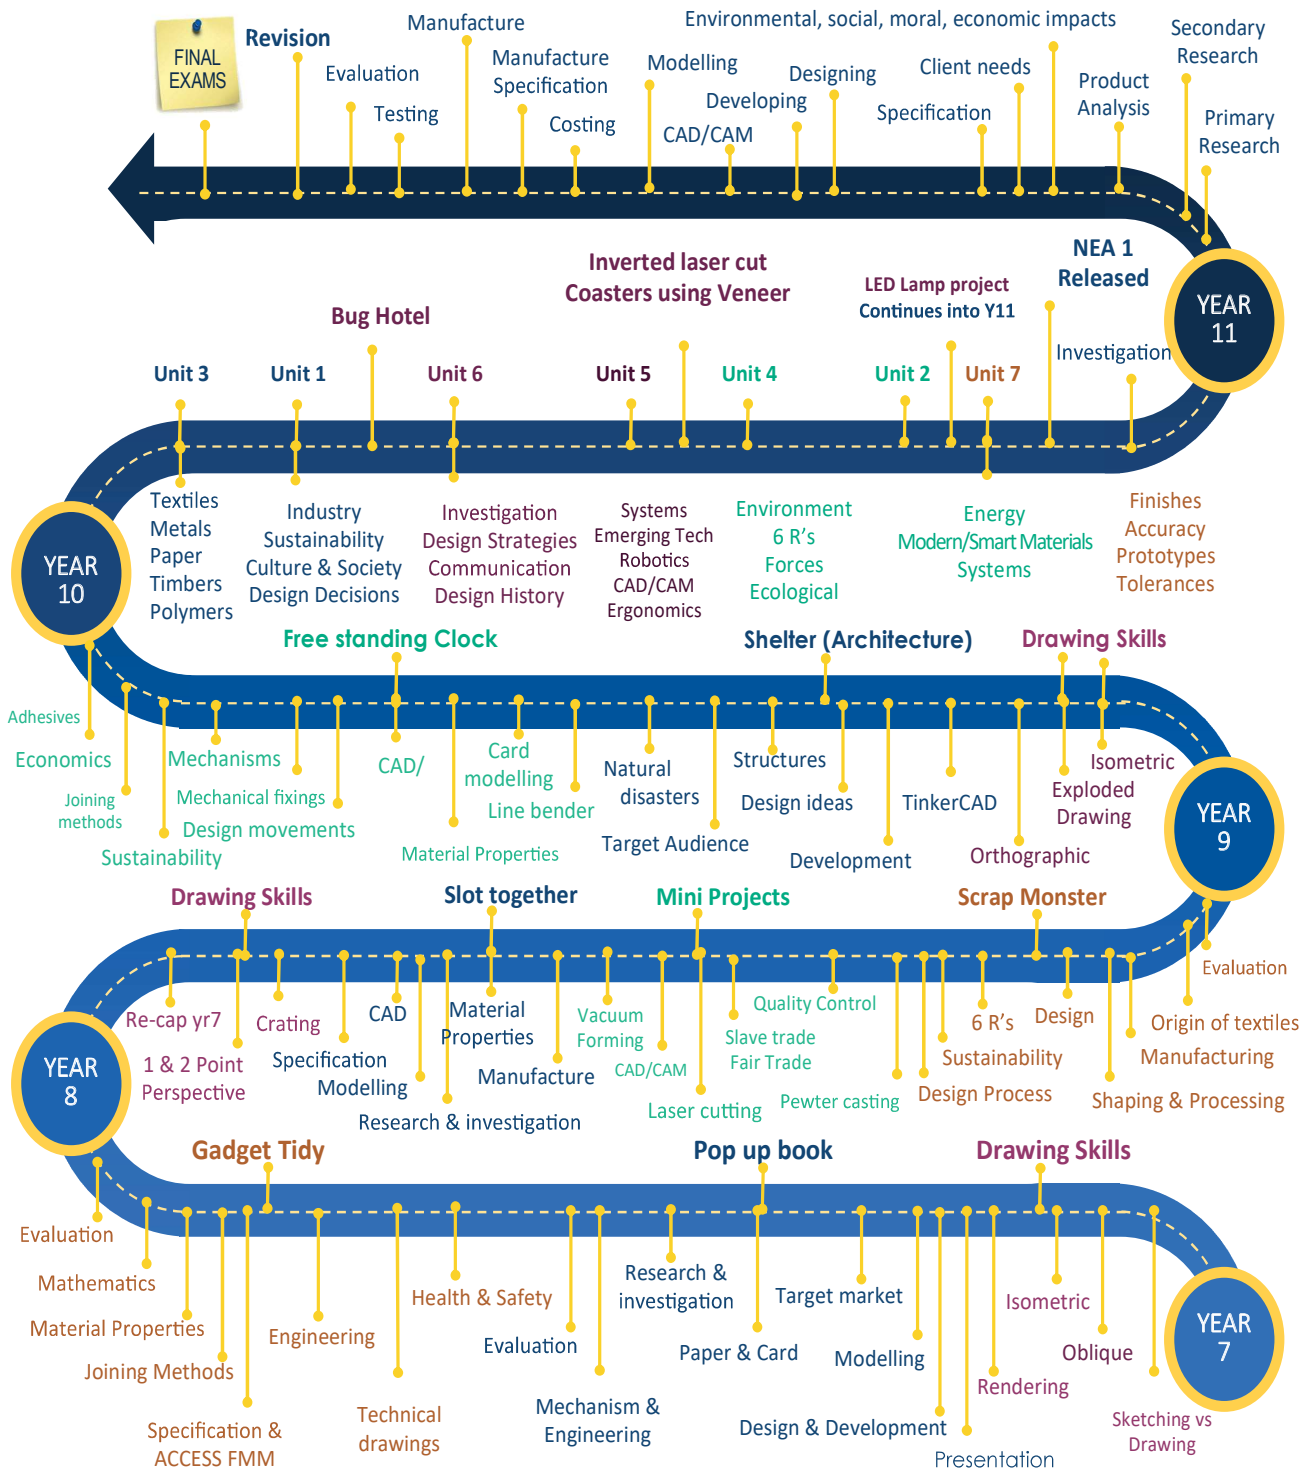 FINAL
EXAMS
Revision
Evaluation
Testing
Manufacture
Manufacture
Specification
Costing
Modelling
CAD/CAM
Developing
Designing
Environmental, social, moral, economic impacts
Specification
Client needs
Product
Analysis
Secondary
Research
Primary
Research
YEAR
11
NEA 1
Released
Investigation
LED Lamp project
Continues into Y11
Inverted laser cut
Coasters using Veneer
Bug Hotel
Unit 3
Unit 1
Unit 6
Unit 5
Unit 4
Unit 2
Unit 7
Textiles
Metals
Paper
Timbers
Polymers
Industry
Sustainability
Culture & Society
Design Decisions
Investigation
Design Strategies
Communication
Design History
Systems
Emerging Tech
Robotics
CAD/CAM
Ergonomics
Environment
6 R's
Forces
Ecological
Energy
Modern/Smart Materials
Systems
Finishes
Accuracy
Prototypes
Tolerances
YEAR
10
Free standing Clock
Shelter (Architecture)
Drawing Skills
Adhesives
Economics
Joining
methods
Sustainability
Mechanisms
Mechanical fixings
Design movements
CAD/
Material Properties
Card
modelling
Line bender
Natural
disasters
Target Audience
Structures
Design ideas
Development
TinkerCAD
Orthographic
Isometric
Exploded
Drawing
YEAR
9
Drawing Skills
Slot together
Mini Projects
Scrap Monster
Re-cap yr7
1 & 2 Point
Perspective
Crating
Specification
Modelling
CAD
Research & investigation
Material
Properties
Manufacture
Vacuum
Forming
CAD/CAM
Laser cutting
Slave trade
Fair Trade
Quality Control
Pewter casting
Design Process
Sustainability
6 R's
Design
Shaping & Processing
Manufacturing
Origin of textiles
Evaluation
YEAR
8
Gadget Tidy
Pop up book
Drawing Skills
Evaluation
Mathematics
Material Properties
Joining Methods
Specification &
ACCESS FMM
Engineering
Technical
drawings
Health & Safety
Evaluation
Mechanism &
Engineering
Research &
investigation
Paper & Card
Target market
Modelling
Design & Development
Presentation
Rendering
Isometric
Oblique
Sketching vs
Drawing
YEAR
7